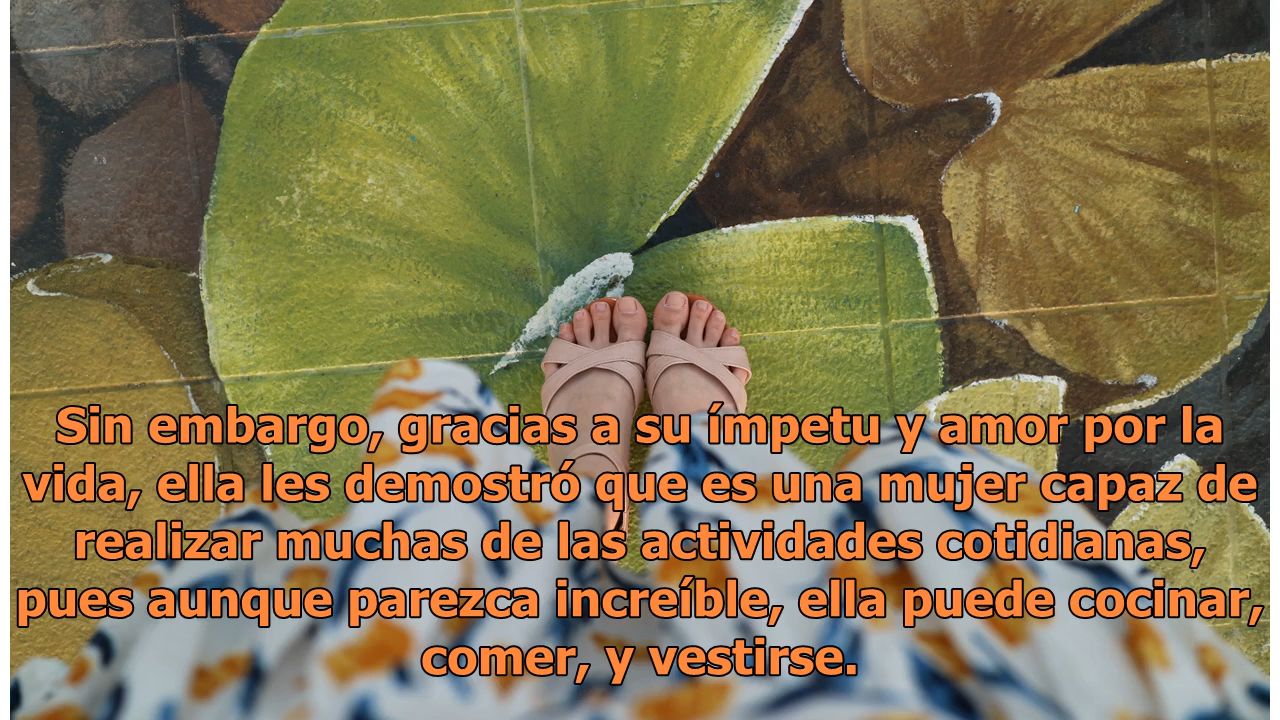 Sin embargo, gracias a su ímpetu y amor por la
vida, ella les demostró que es una mujer capaz de
realizar muchas de las actividades cotidianas,
pues aunque parezca increíble, ella puede cocinar,
comer, y vestirse.